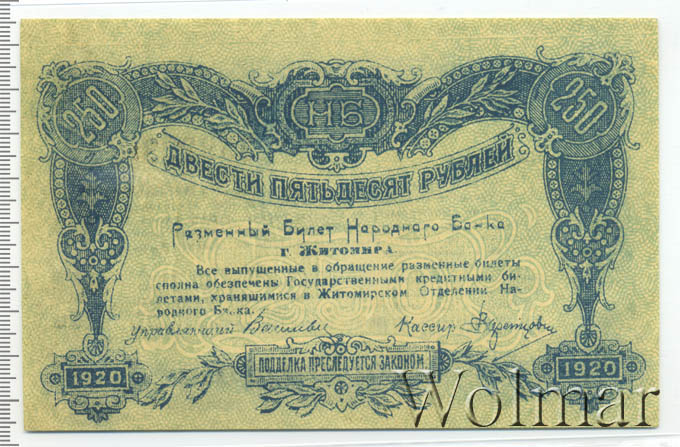 250 НБ 250
ДВЕСТИ ПЯТЬДЕСЯТ РУБЛЕЙ
Разменный Билет Народного Банка
Г. ЖИТОМИРА.
Все выпущенные в обращение разменные билеты
сполна обеспечены Государственными кредитными би-
летами, хранящимися в Житомирском Отделении На-
родного Банка.
Управляющий Кассир
1920 ПОДДЕЛКА ПРЕСЛЕДУЕТСЯ ЗАКОНОМ 1920
Wolmar